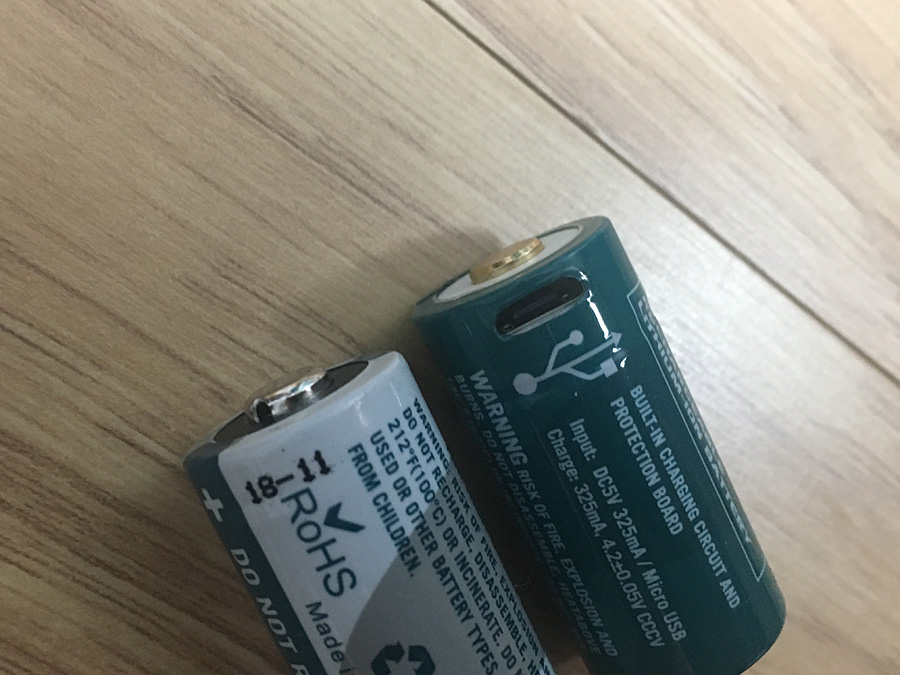 18-11
RoHS
Made
+ DO NOT
WARNING: RISK OF FIRE, EXPLOSION
DO NOT RECHARGE, DISASSEMBLE, HEAT
212°F(100°C) OR INCINERATE. DO
USED OR OTHER BATTERY TYPES.
FROM CHILDREN.
BATTERY
BUILT-IN CHARGING CIRCUIT AND
PROTECTION BOARD
Input: DC5V 325mA / Micro USB
Charge: 325mA, 4.2±0.05V CCCV
WARNING RISK OF FIRE, EXPLOSION AND
BURNS. DO NOT DISASSEMBLE, HEAT ABOVE